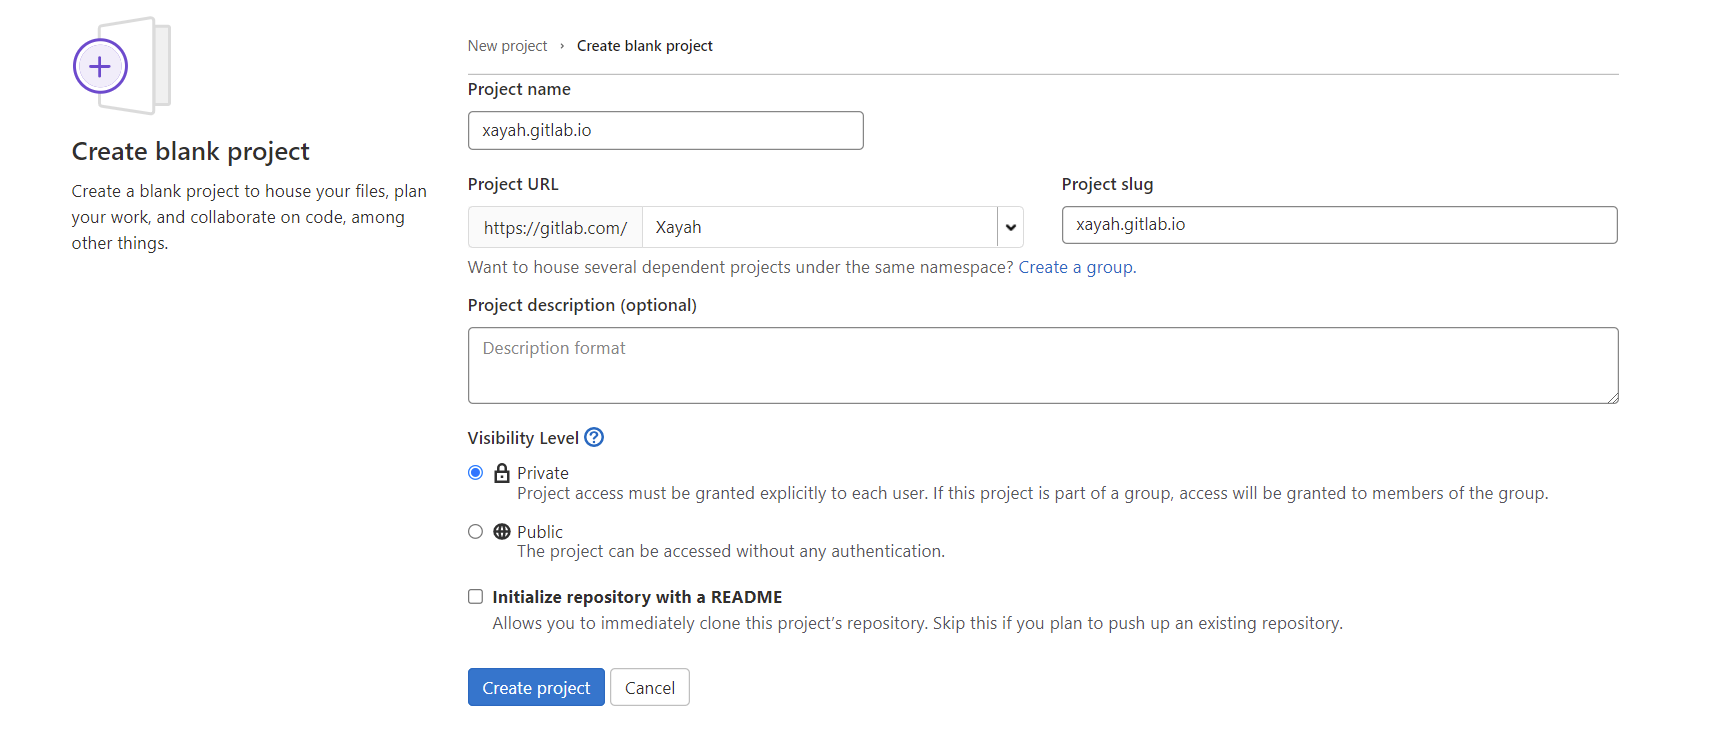 Create blank project
Create a blank project to house your files, plan
your work, and collaborate on code, among
other things.
New project › Create blank project
Project name
xayah.gitlab.io
Project URL
https://gitlab.com/ Xayah
Project slug
xayah.gitlab.io
Want to house several dependent projects under the same namespace? Create a group.
Project description (optional)
Description format
Visibility Level
Private
Project access must be granted explicitly to each user. If this project is part of a group, access will be granted to members of the group.
Public
The project can be accessed without any authentication.
Initialize repository with a README
Allows you to immediately clone this project’s repository. Skip this if you plan to push up an existing repository.
Create project Cancel